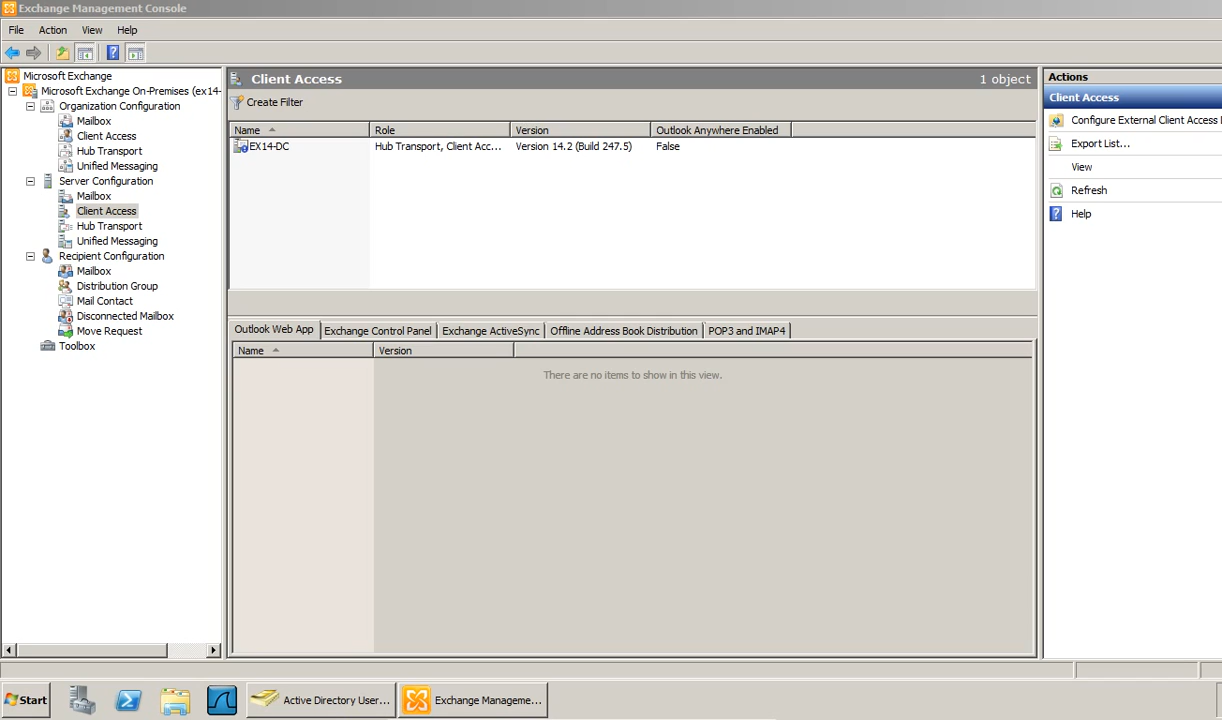 Exchange Management Console
File Action View Help
Microsoft Exchange
Microsoft Exchange On-Premises (ex14-
Organization Configuration
Mailbox
Client Access
Hub Transport
Unified Messaging
Server Configuration
Mailbox
Client Access
Hub Transport
Unified Messaging
Recipient Configuration
Mailbox
Distribution Group
Mail Contact
Disconnected Mailbox
Move Request
Toolbox
Client Access 1 object
Create Filter
Name Role Version Outlook Anywhere Enabled
EX14-DC Hub Transport, Client Acc... Version 14.2 (Build 247.5) False
Outlook Web App Exchange Control Panel Exchange ActiveSync Offline Address Book Distribution POP3 and IMAP4
Name Version
There are no items to show in this view.
Actions
Client Access
Configure External Client Access
Export List...
View
Refresh
Help
Start Active Directory User... Exchange Manageme...